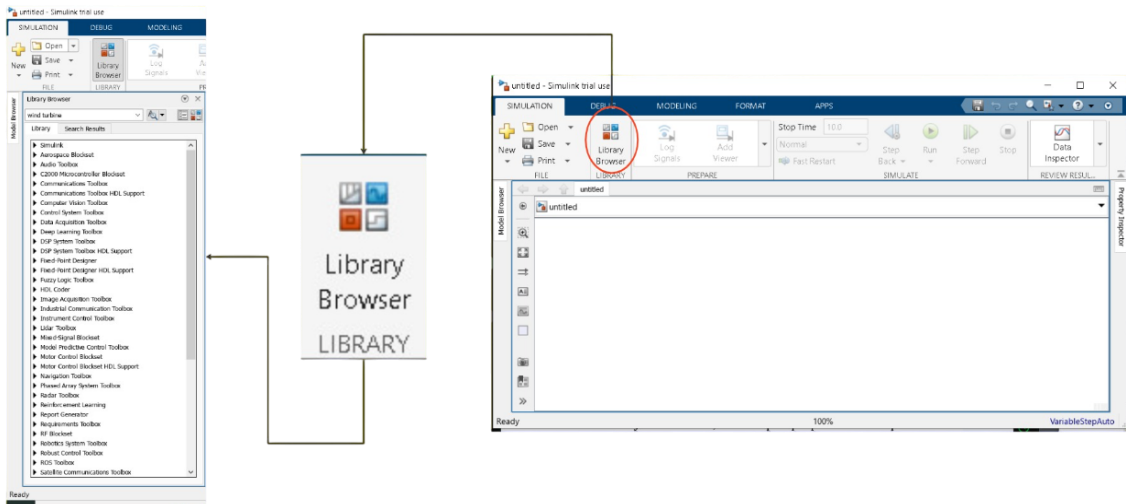 untitled - Simulink trial use
SIMULATION DEBUG MODELING
New
Open
Save
Print
Library
Browser
Log
Signals
FILE LIBRARY
Model Browser
Library Browser
wind turbine
Library Search Results
Simulink
Aerospace Blockset
Audio Toolbox
C2000 Microcontroller Blockset
Communications Toolbox
Communications Toolbox HDL Support
Computer Vision Toolbox
Control System Toolbox
Data Acquisition Toolbox
Deep Learning Toolbox
DSP System Toolbox
DSP System Toolbox HDL Support
Fixed-Point Designer
Fixed-Point Designer HDL Support
Fuzzy Logic Toolbox
HDL Coder
Image Acquisition Toolbox
Industrial Communication Toolbox
Instrument Control Toolbox
Lidar Toolbox
Mixed-Signal Blockset
Model Predictive Control Toolbox
Motor Control Blockset
Motor Control Blockset HDL Support
Navigation Toolbox
Phased Array System Toolbox
Radar Toolbox
Reinforcement Learning
Report Generator
Requirements Toolbox
RF Blockset
Robotics System Toolbox
Robust Control Toolbox
ROS Toolbox
Satellite Communications Toolbox
Ready
Library
Browser
LIBRARY
untitled - Simulink trial use
SIMULATION DEBUG MODELING FORMAT APPS
New
Open
Save
Print
Library
Browser
Log
Signals
Add
Viewer
Stop Time 10.0
Normal
Fast Restart
Step
Back
Run
Step
Forward
Stop
Data
Inspector
FILE LIBRARY PREPARE SIMULATE REVIEW RESUL...
Model Browser
untitled
untitled
Property Inspector
Ready 100% VariableStepAuto